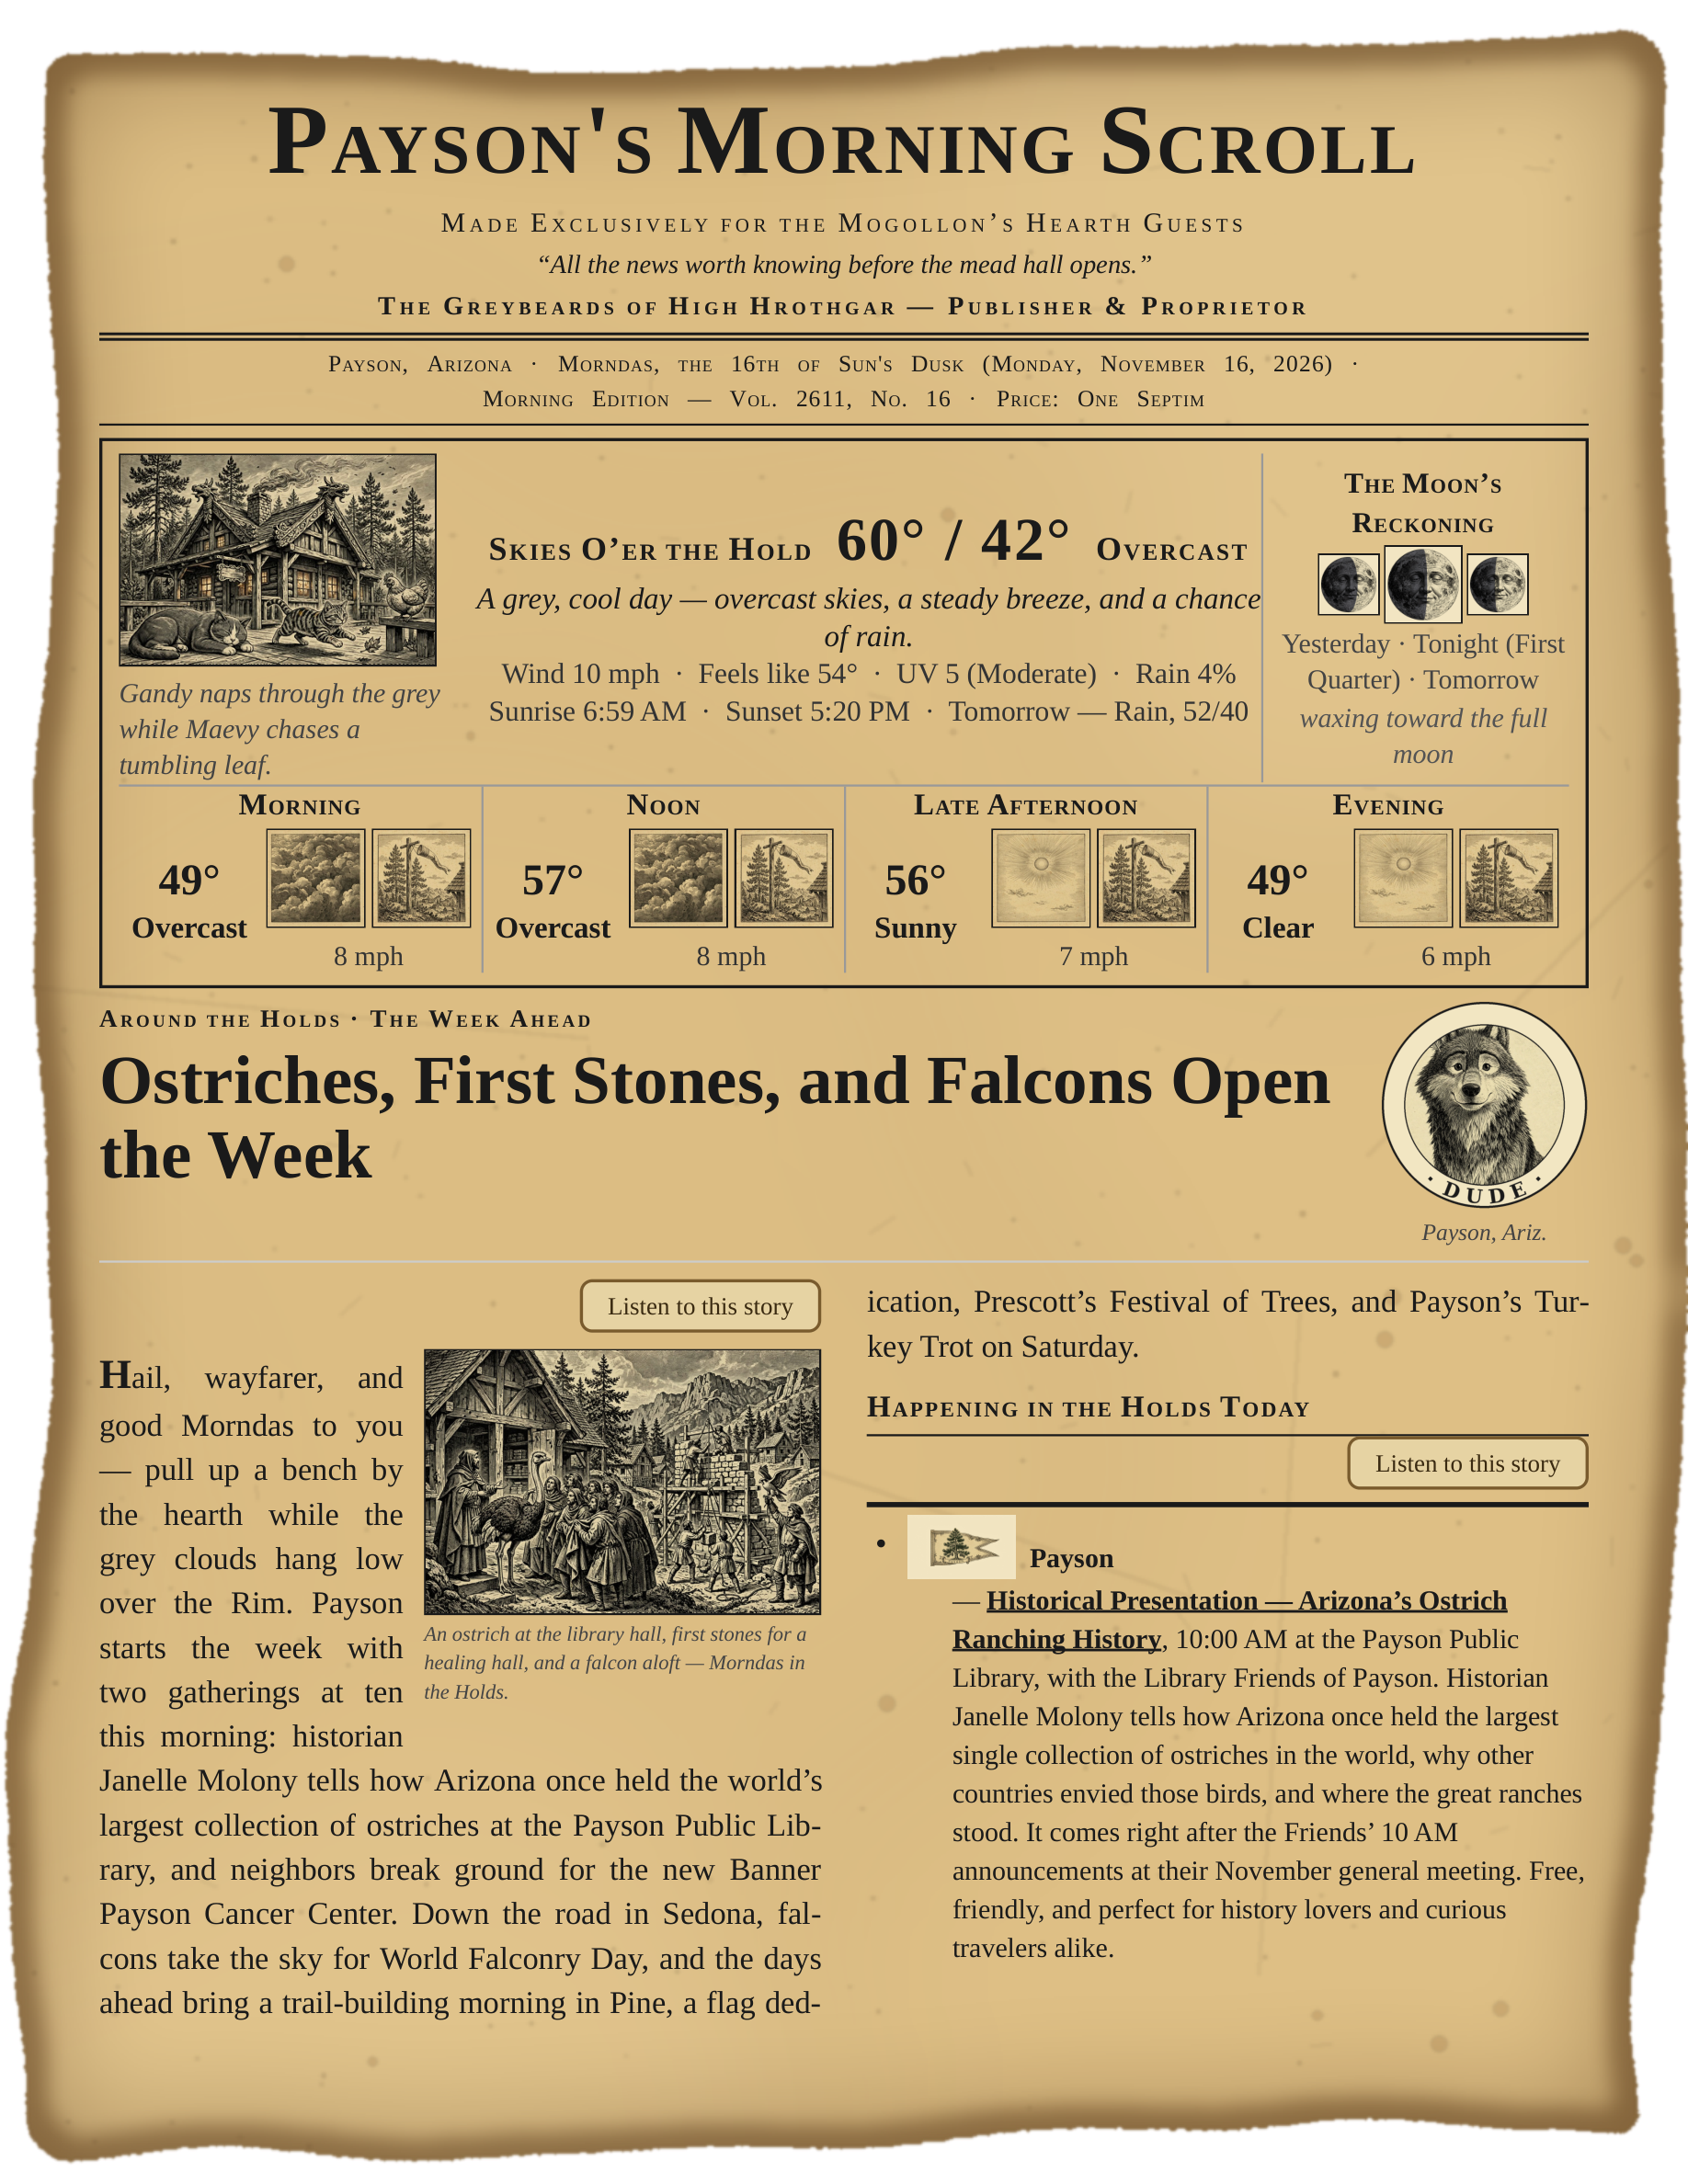 Payson's Morning Scroll
Made Exclusively for the Mogollon’s Hearth Guests
“All the news worth knowing before the mead hall opens.”
The Greybeards of High Hrothgar — Publisher & Proprietor
Payson, Arizona · Morndas, the 16th of Sun's Dusk (Monday, November 16, 2026) ·
Morning Edition — Vol. 2611, No. 16 · Price: One Septim
Gandy naps through the grey
while Maevy chases a
tumbling leaf.
Skies O’er the Hold 60° / 42° Overcast
A grey, cool day — overcast skies, a steady breeze, and a chance
of rain.
Wind 10 mph · Feels like 54° · UV 5 (Moderate) · Rain 4%
Sunrise 6:59 AM · Sunset 5:20 PM · Tomorrow — Rain, 52/40
The Moon’s
Reckoning
Yesterday · Tonight (First
Quarter) · Tomorrow
waxing toward the full
moon
Morning
49°
Overcast
8 mph
Noon
57°
Overcast
8 mph
Late Afternoon
56°
Sunny
7 mph
Evening
49°
Clear
6 mph
Around the Holds · The Week Ahead
Ostriches, First Stones, and Falcons Open
the Week
· DUDE ·
Payson, Ariz.
Listen to this story
Hail, wayfarer, and
good Morndas to you
— pull up a bench by
the hearth while the
grey clouds hang low
over the Rim. Payson
starts the week with
two gatherings at ten
this morning: historian
An ostrich at the library hall, first stones for a
healing hall, and a falcon aloft — Morndas in
the Holds.
Janelle Molony tells how Arizona once held the world’s
largest collection of ostriches at the Payson Public Lib-
rary, and neighbors break ground for the new Banner
Payson Cancer Center. Down the road in Sedona, fal-
cons take the sky for World Falconry Day, and the days
ahead bring a trail-building morning in Pine, a flag ded-
ication, Prescott’s Festival of Trees, and Payson’s Tur-
key Trot on Saturday.
Happening in the Holds Today
Listen to this story
• Payson
— Historical Presentation — Arizona’s Ostrich
Ranching History, 10:00 AM at the Payson Public
Library, with the Library Friends of Payson. Historian
Janelle Molony tells how Arizona once held the largest
single collection of ostriches in the world, why other
countries envied those birds, and where the great ranches
stood. It comes right after the Friends’ 10 AM
announcements at their November general meeting. Free,
friendly, and perfect for history lovers and curious
travelers alike.